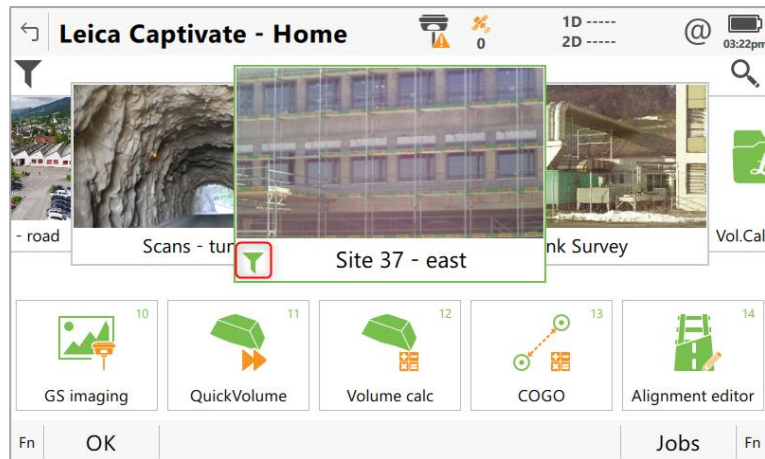 Leica Captivate - Home
0
1D -----
2D -----
@
03:22pm
- road
Scans - tun
Site 37 - east
nk Survey
Vol.Cal
10
GS imaging
11
QuickVolume
12
Volume calc
13
COGO
14
Alignment editor
Fn
OK
Jobs
Fn